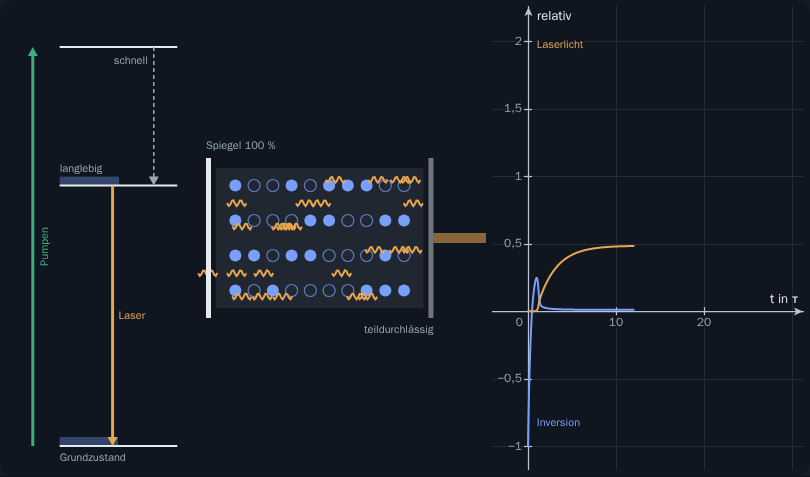 schnell
langlebig
Pumpen
Laser
Grundzustand
Spiegel 100 %
teildurchlässig
relativ
Laserlicht
2
1,5
1
0,5
0
10
20
t in τ
−0,5
−1
Inversion